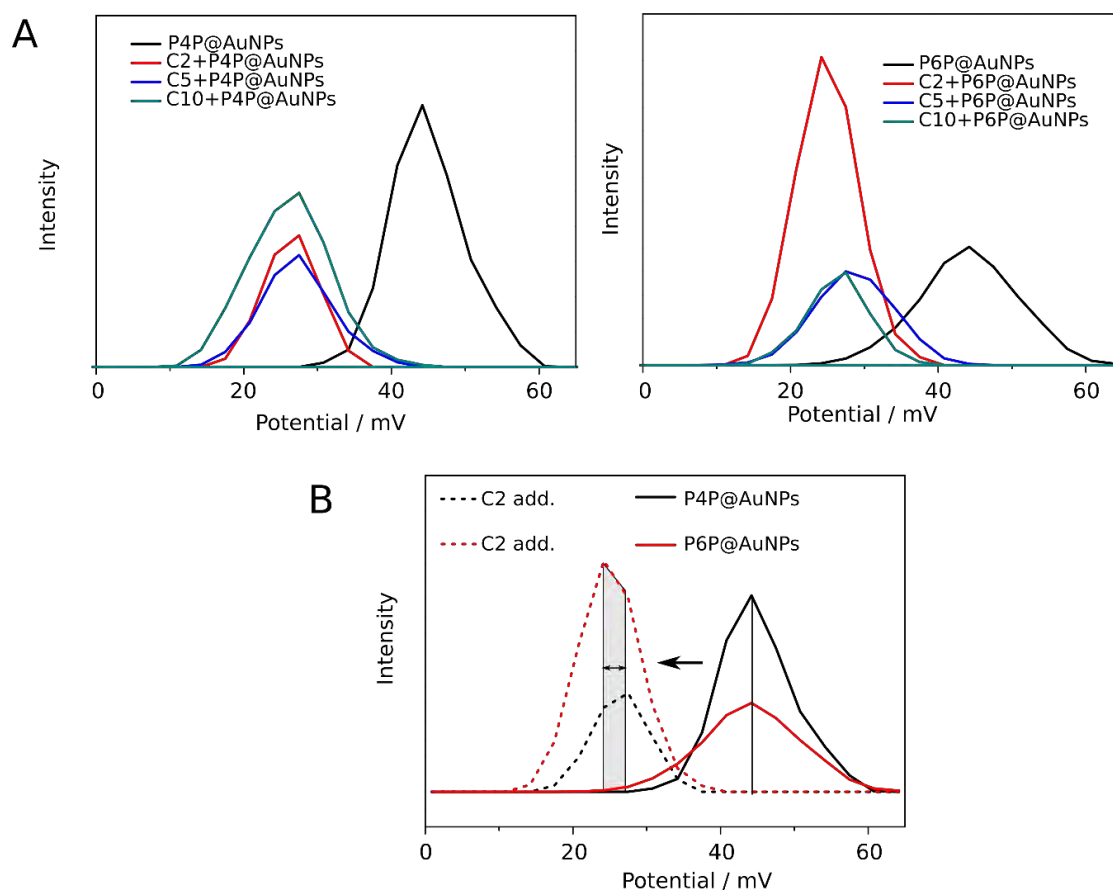 A
P4P@AuNPs
C2+P4P@AuNPs
C5+P4P@AuNPs
C10+P4P@AuNPs
Intensity
0
20
40
60
Potential / mV
P6P@AuNPs
C2+P6P@AuNPs
C5+P6P@AuNPs
C10+P6P@AuNPs
Intensity
0
20
40
60
Potential / mV
B
C2 add.
P4P@AuNPs
C2 add.
P6P@AuNPs
Intensity
0
20
40
60
Potential / mV